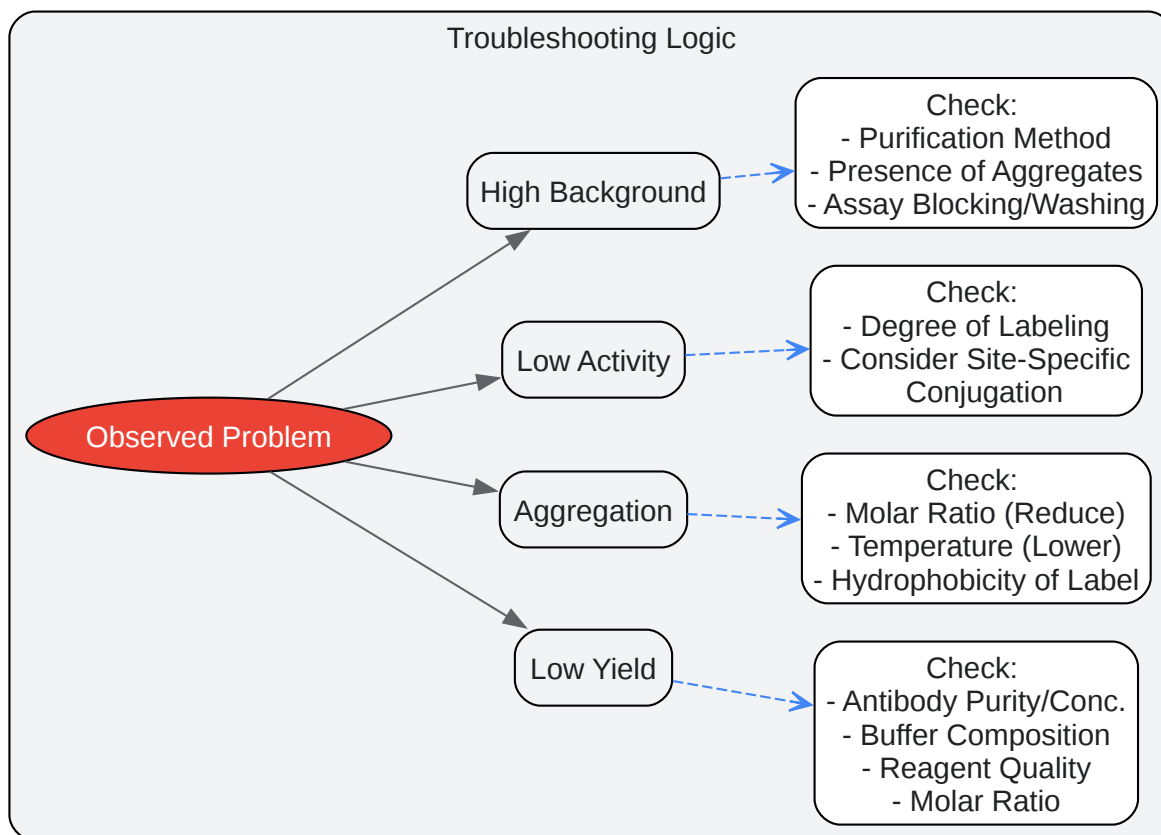 Troubleshooting Logic
Observed Problem
High Background
Check:
- Purification Method
- Presence of Aggregates
- Assay Blocking/Washing
Low Activity
Check:
- Degree of Labeling
- Consider Site-Specific
Conjugation
Aggregation
Check:
- Molar Ratio (Reduce)
- Temperature (Lower)
- Hydrophobicity of Label
Low Yield
Check:
- Antibody Purity/Conc.
- Buffer Composition
- Reagent Quality
- Molar Ratio